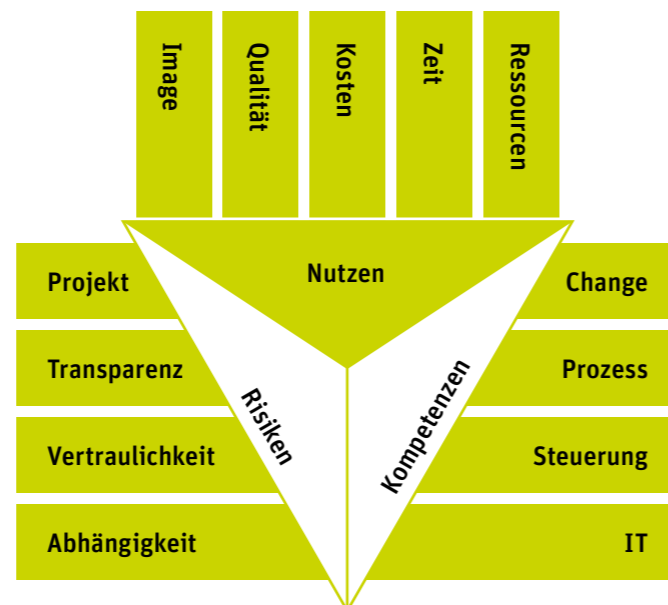 Image
Qualität
Kosten
Zeit
Ressourcen
Nutzen
Projekt
Transparenz
Vertraulichkeit
Abhängigkeit
Risiken
Kompetenzen
Change
Prozess
Steuerung
IT